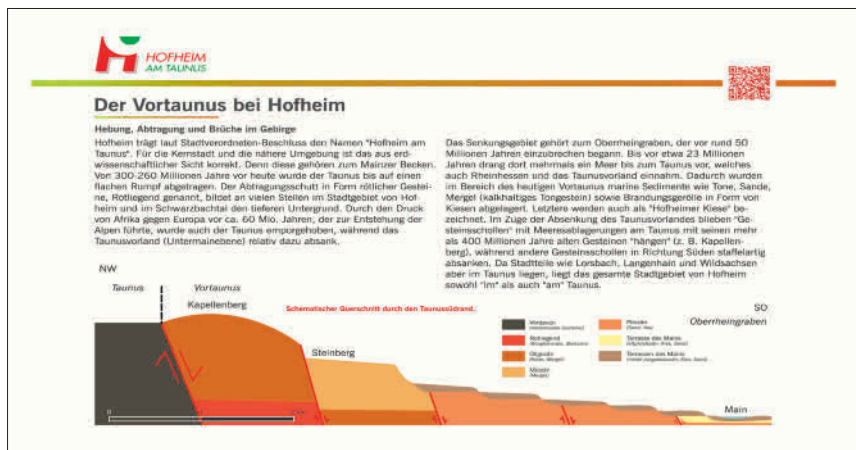 HOFHEIM
AM TAUNUS
Der Vortaunus bei Hofheim
Hebung, Abtragung und Brüche im Gebirge
Hofheim trägt laut Stadtverordneten-Beschluss den Namen "Hofheim am
Taunus". Für die Kernstadt und die nähere Umgebung ist das aus erd-
wissenschaftlicher Sicht korrekt. Denn diese gehören zum Mainzer Becken.
Von 300-260 Millionen Jahre vor heute wurde der Taunus bis auf einen
flachen Rumpf abgetragen. Der Abtragungsschutt in Form rötlicher Gestei-
ne, Rotliegend genannt, bildet an vielen Stellen im Stadtgebiet von Hof-
heim und im Schwarzbachtal den tieferen Untergrund. Durch den Druck
von Afrika gegen Europa vor ca. 60 Mio. Jahren, der zur Entstehung der
Alpen führte, wurde auch der Taunus emporgehoben, während das
Taunusvorland (Untermainebene) relativ dazu absank.
Das Senkungsgebiet gehört zum Oberrheingraben, der vor rund 50
Millionen Jahren einzubrechen begann. Bis vor etwa 23 Millionen
Jahren drang dort mehrmals ein Meer bis zum Taunus vor, welches
auch Rheinhessen und das Taunusvorland einnahm. Dadurch wurden
im Bereich des heutigen Vortaunus marine Sedimente wie Tone, Sande,
Mergel (kalkhaltiges Tongestein) sowie Brandungsgerölle in Form von
Kiesen abgelagert. Letztere werden auch als "Hofheimer Kiese" be-
zeichnet. Im Zuge der Absenkung des Taunusvorlandes blieben "Ge-
steinsschollen" mit Meeresablagerungen am Taunus mit seinen mehr
als 400 Millionen Jahre alten Gesteinen "hängen" (z. B. Kapellen-
berg), während andere Gesteinsschollen in Richtung Süden staffelartig
absanken. Da Stadtteile wie Lorsbach, Langenhain und Wildsachsen
aber im Taunus liegen, liegt das gesamte Stadtgebiet von Hofheim
sowohl "im" als auch "am" Taunus.
NW
Taunus Vortaunus
Kapellenberg
Schematischer Querschnitt durch den Taunussüdrand.
SO
Oberrheingraben
Steinberg
Rotliegend
Pliozän
Terrasse des Mains
Terrassen des Mains
Main
0